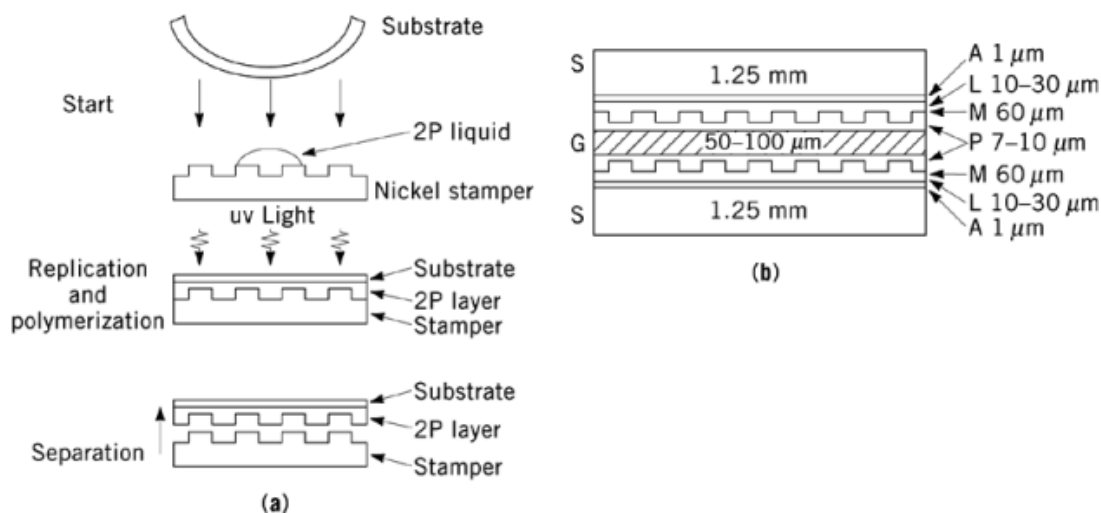 Substrate
Start
2P liquid
Nickel stamper
uv Light
Replication
and
polymerization
Substrate
2P layer
Stamper
Substrate
2P layer
Separation
Stamper
(a)
S
1.25 mm
A 1 μm
L 10–30 μm
M 60 μm
G
50–100 μm
P 7–10 μm
M 60 μm
L 10–30 μm
S
1.25 mm
A 1 μm
(b)